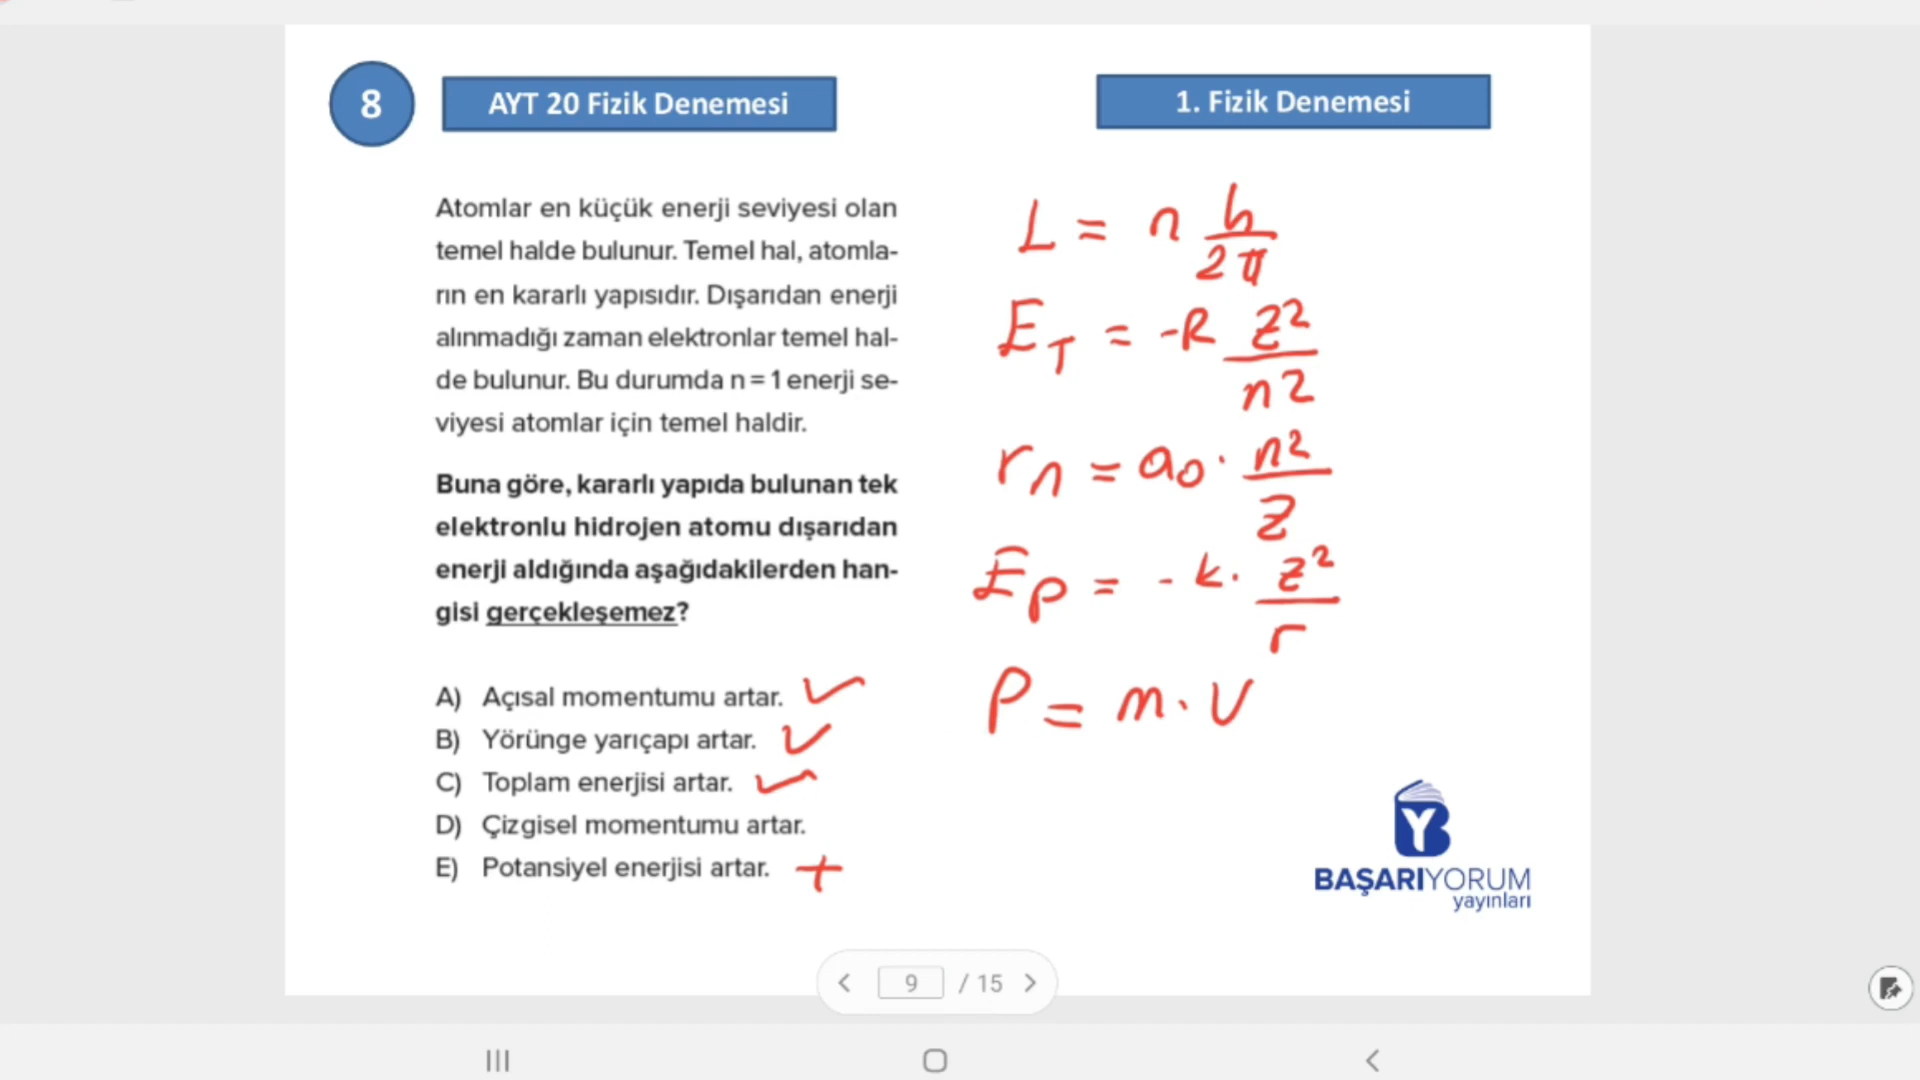 8
AYT 20 Fizik Denemesi
1. Fizik Denemesi
Atomlar en küçük enerji seviyesi olan
temel halde bulunur. Temel hal, atomla-
rın en kararlı yapısıdır. Dışarıdan enerji
alınmadığı zaman elektronlar temel hal-
de bulunur. Bu durumda n = 1 enerji se-
viyesi atomlar için temel haldir.
Buna göre, kararlı yapıda bulunan tek
elektronlu hidrojen atomu dışarıdan
enerji aldığında aşağıdakilerden han-
gisi gerçekleşemez?
A) Açısal momentumu artar. ✓
B) Yörünge yarıçapı artar. ✓
C) Toplam enerjisi artar. ✓
D) Çizgisel momentumu artar.
E) Potansiyel enerjisi artar. +
L = n h/2π
E_T = -R z²/n²
r_n = a_0 · n²/z
E_p = - k · z²/r
P = m · v
BAŞARIYORUM
yayınları
9 / 15